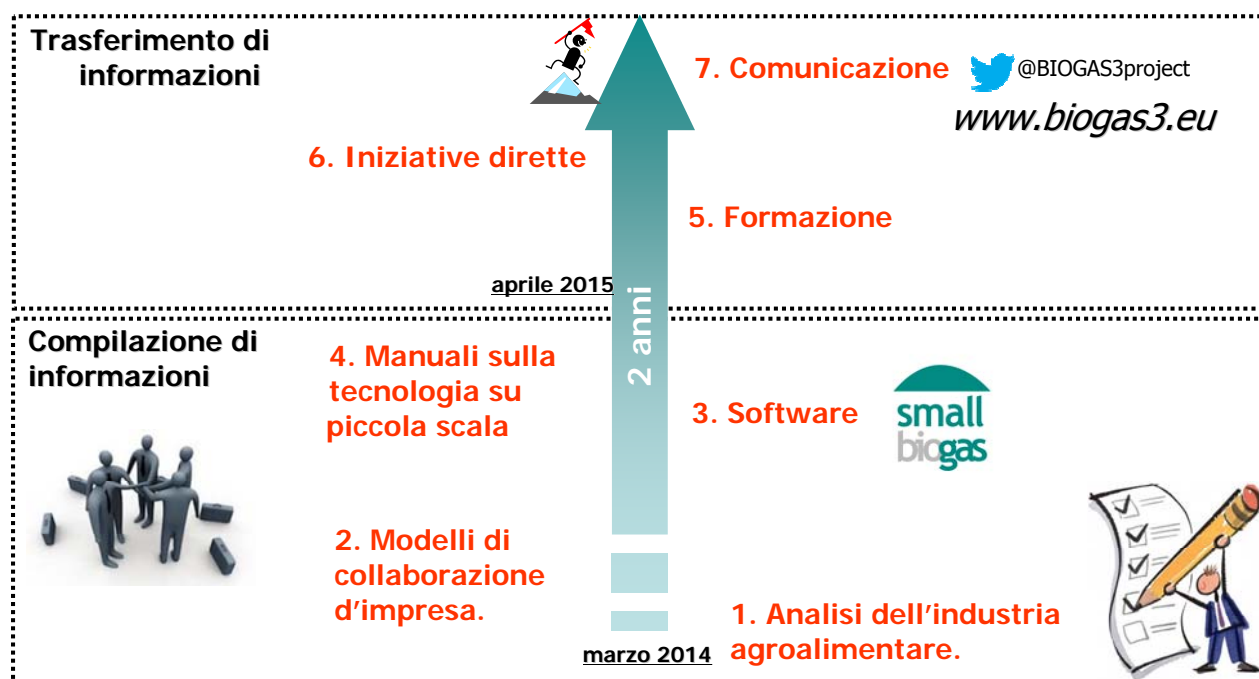 Trasferimento di
informazioni
7. Comunicazione
@BIOGAS3project
www.biogas3.eu
6. Iniziative dirette
5. Formazione
aprile 2015
2 anni
Compilazione di
informazioni
4. Manuali sulla
tecnologia su
piccola scala
3. Software
small
biogas
2. Modelli di
collaborazione
d'impresa.
1. Analisi dell'industria
agroalimentare.
marzo 2014